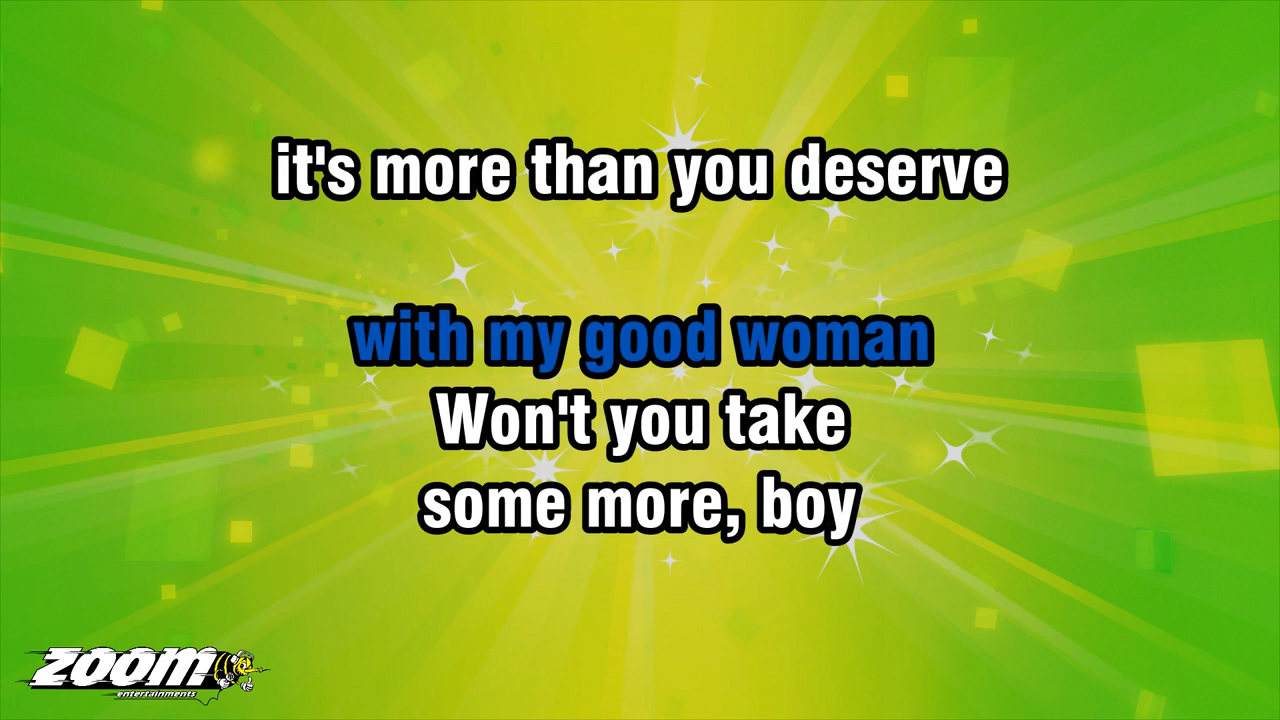 it's more than you deserve
with my good woman
Won't you take
some more, boy
zoom
entertainments